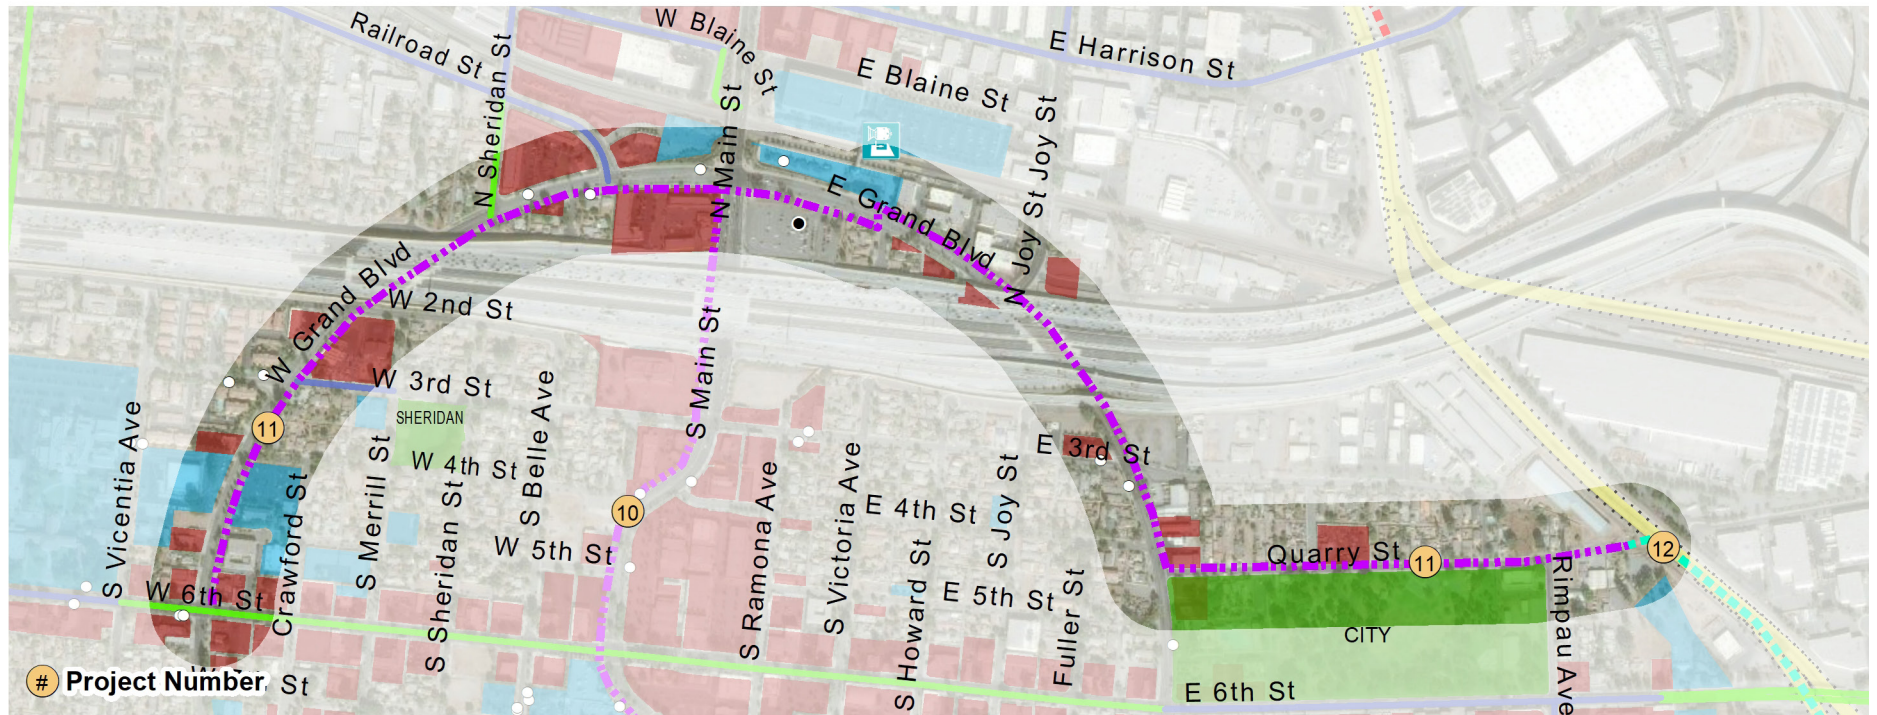 W Blaine St
Railroad St
N Sheridan St
E Harrison St
E Blaine St
N Main St
N Joy St
Joy St
E Grand Blvd
W Grand Blvd
W 2nd St
W 3rd St
S Main St
SHERIDAN
S Vicentia Ave
11
W 4th St
S Belle Ave
S Merrill St
Crawford St
S Sheridan St
10
W 5th St
S Ramona Ave
S Victoria Ave
E 4th St
S Joy St
E 3rd St
E 5th St
S Howard St
Fuller St
Quarry St
11
12
Rimpau Ave
W 6th St
CITY
E 6th St
St
# Project Number